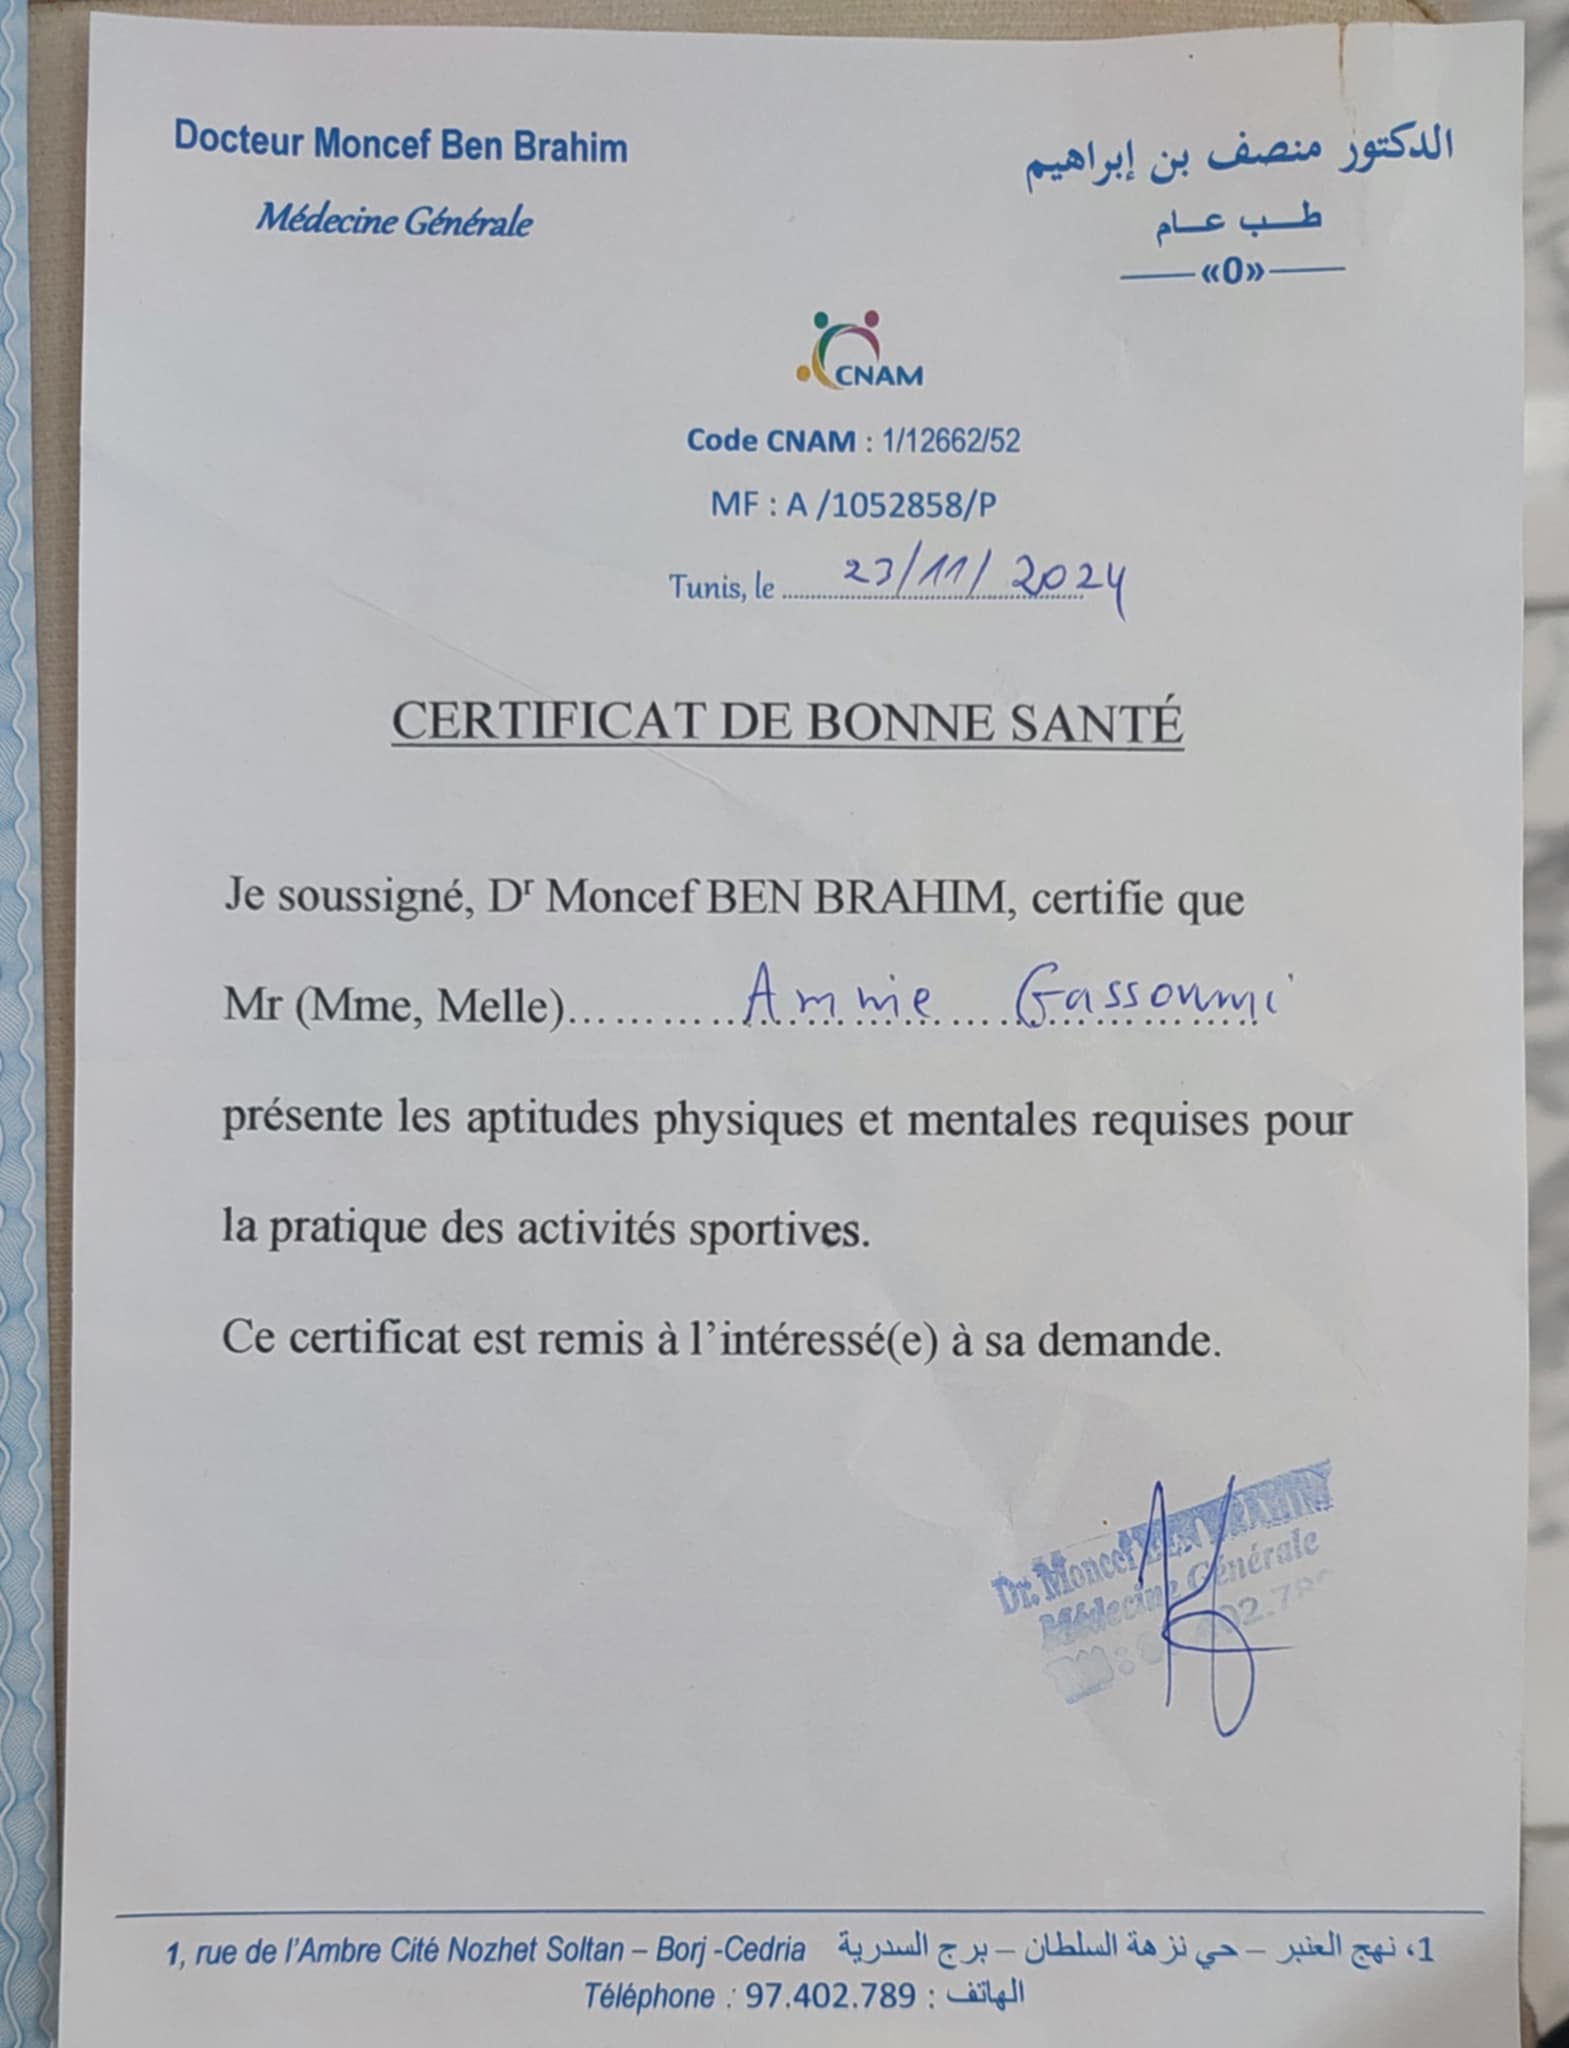 Docteur Moncef Ben Brahim
Médecine Générale
الدكتور منصف بن إبراهيم
طب عام
«0»
CNAM
Code CNAM : 1/12662/52
MF : A /1052858/P
Tunis, le 23/11/2024
CERTIFICAT DE BONNE SANTÉ
Je soussigné, Dr Moncef BEN BRAHIM, certifie que
Mr (Mme, Melle)............Amnie Gassoumi
présente les aptitudes physiques et mentales requises pour
la pratique des activités sportives.
Ce certificat est remis à l'intéressé(e) à sa demande.
Dr. Moncef BEN BRAHIM
Médecine Générale
1, rue de l'Ambre Cité Nozhet Soltan – Borj -Cedria 1، نهج العنبر – حي نزهة السلطان – برج السدرية
Téléphone : 97.402.789 : الهاتف